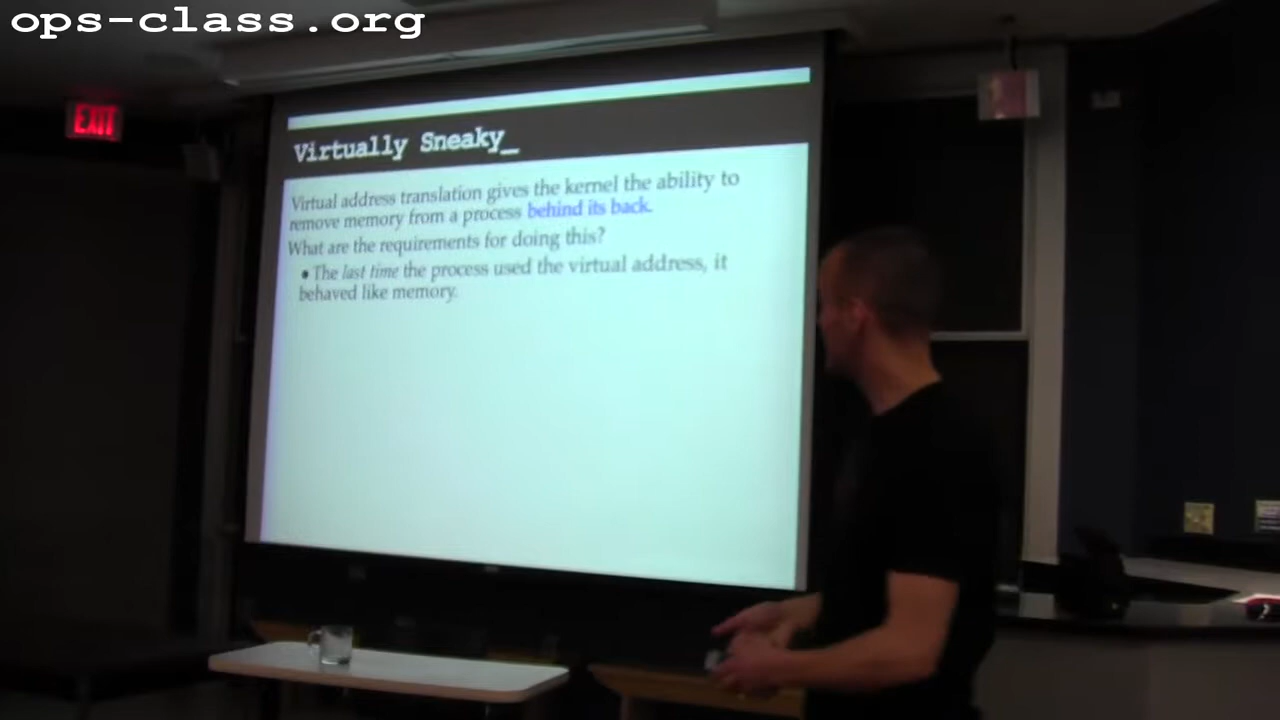 ops-class.org
EXIT
Virtually Sneaky_
Virtual address translation gives the kernel the ability to
remove memory from a process behind its back.
What are the requirements for doing this?
• The last time the process used the virtual address, it
behaved like memory.